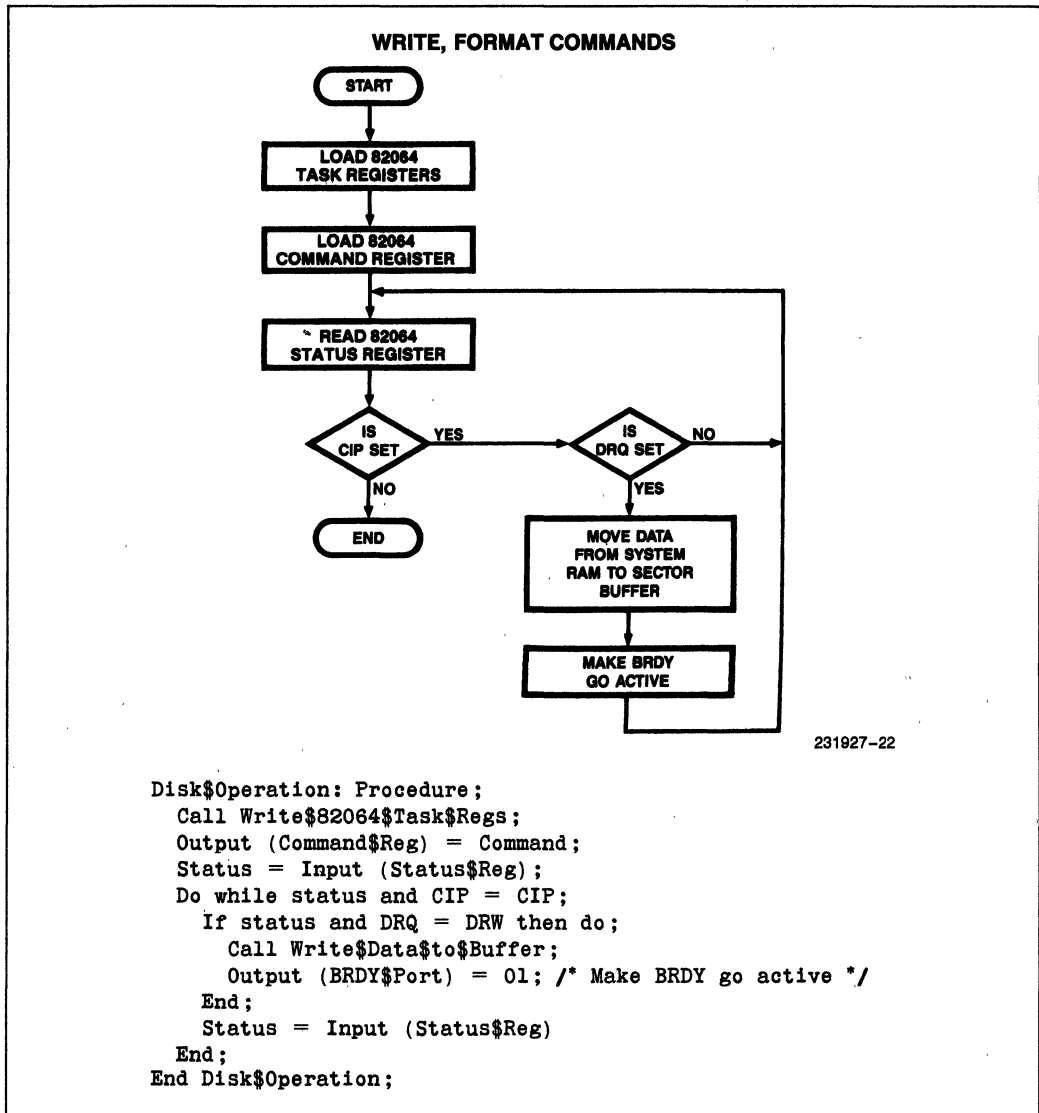 WRITE, FORMAT COMMANDS
START
LOAD 82064
TASK REGISTERS
LOAD 82064
COMMAND REGISTER
READ 82064
STATUS REGISTER
IS
CIP SET
YES
NO
END
IS
DRQ SET
NO
YES
MOVE DATA
FROM SYSTEM
RAM TO SECTOR
BUFFER
MAKE BRDY
GO ACTIVE
231927-22
Disk$Operation: Procedure;
Call Write$82064$Task$Regs;
Output (Command$Reg) = Command;
Status = Input (Status$Reg);
Do while status and CIP = CIP;
If status and DRQ = DRW then do;
Call Write$Data$to$Buffer;
Output (BRDY$Port) = 01; /* Make BRDY go active */
End;
Status = Input (Status$Reg)
End;
End Disk$Operation;